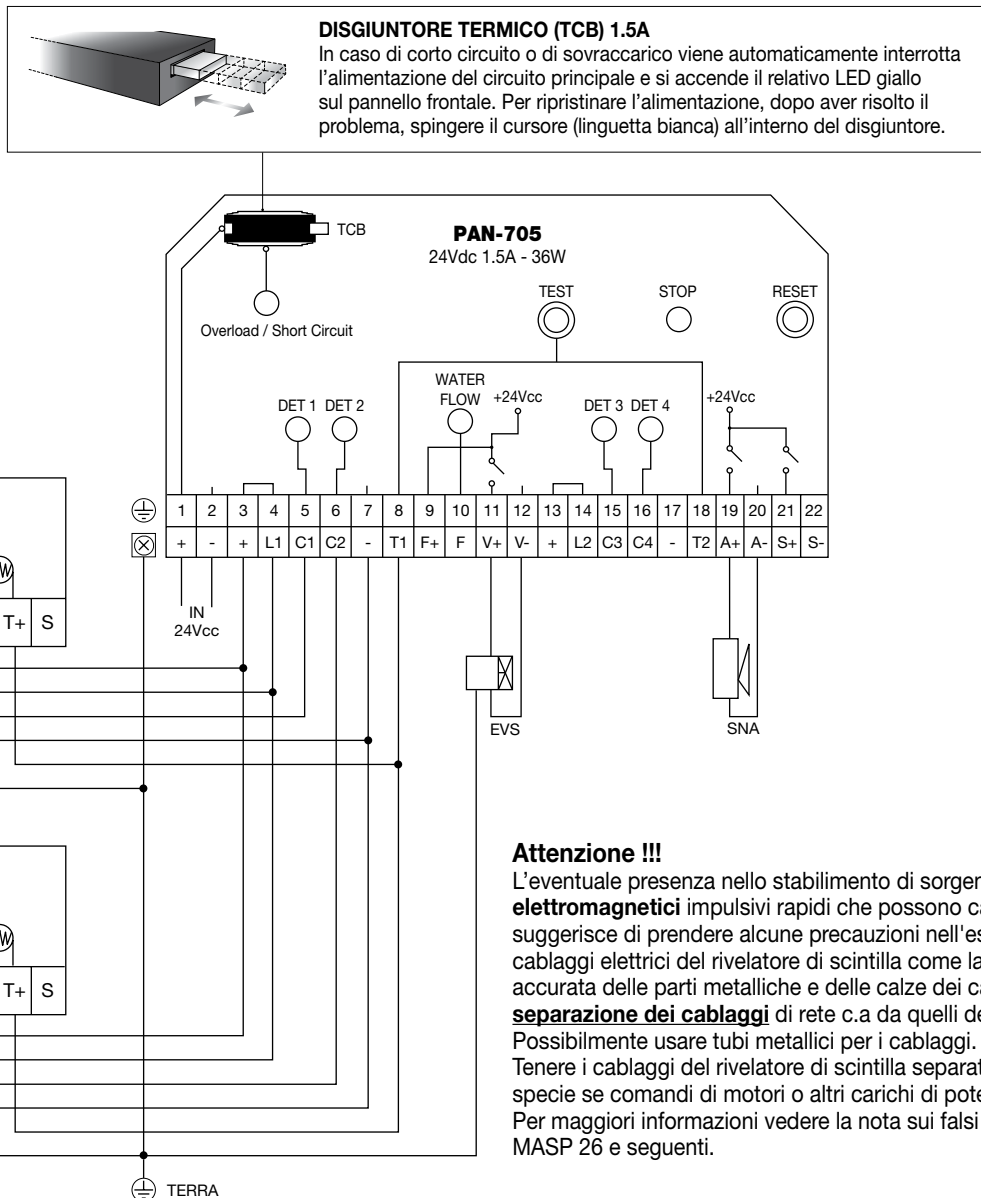 DISGIUNTORE TERMICO (TCB) 1.5A
In caso di corto circuito o di sovraccarico viene automaticamente interrotta
l'alimentazione del circuito principale e si accende il relativo LED giallo
sul pannello frontale. Per ripristinare l'alimentazione, dopo aver risolto il
problema, spingere il cursore (linguetta bianca) all'interno del disgiuntore.
TCB
PAN-705
24Vdc 1.5A - 36W
TEST STOP RESET
Overload / Short Circuit
WATER
FLOW +24Vcc +24Vcc
DET 1 DET 2 DET 3 DET 4
1 2 3 4 5 6 7 8 9 10 11 12 13 14 15 16 17 18 19 20 21 22
+ - + L1 C1 C2 - T1 F+ F V+ V- + L2 C3 C4 - T2 A+ A- S+ S-
IN
24Vcc
T+ S
EVS
SNA
T+ S
Attenzione !!!
L'eventuale presenza nello stabilimento di
elettromagnetici impulsivi rapidi che possono
suggerisce di prendere alcune precauzioni
cablaggi elettrici del rivelatore di scintilla come
accurata delle parti metalliche e delle calze dei
separazione dei cablaggi di rete c.a da quelli
Possibilmente usare tubi metallici per i cablaggi.
Tenere i cablaggi del rivelatore di scintilla
specie se comandi di motori o altri carichi di
Per maggiori informazioni vedere la nota sui falsi
MASP 26 e seguenti.
TERRA